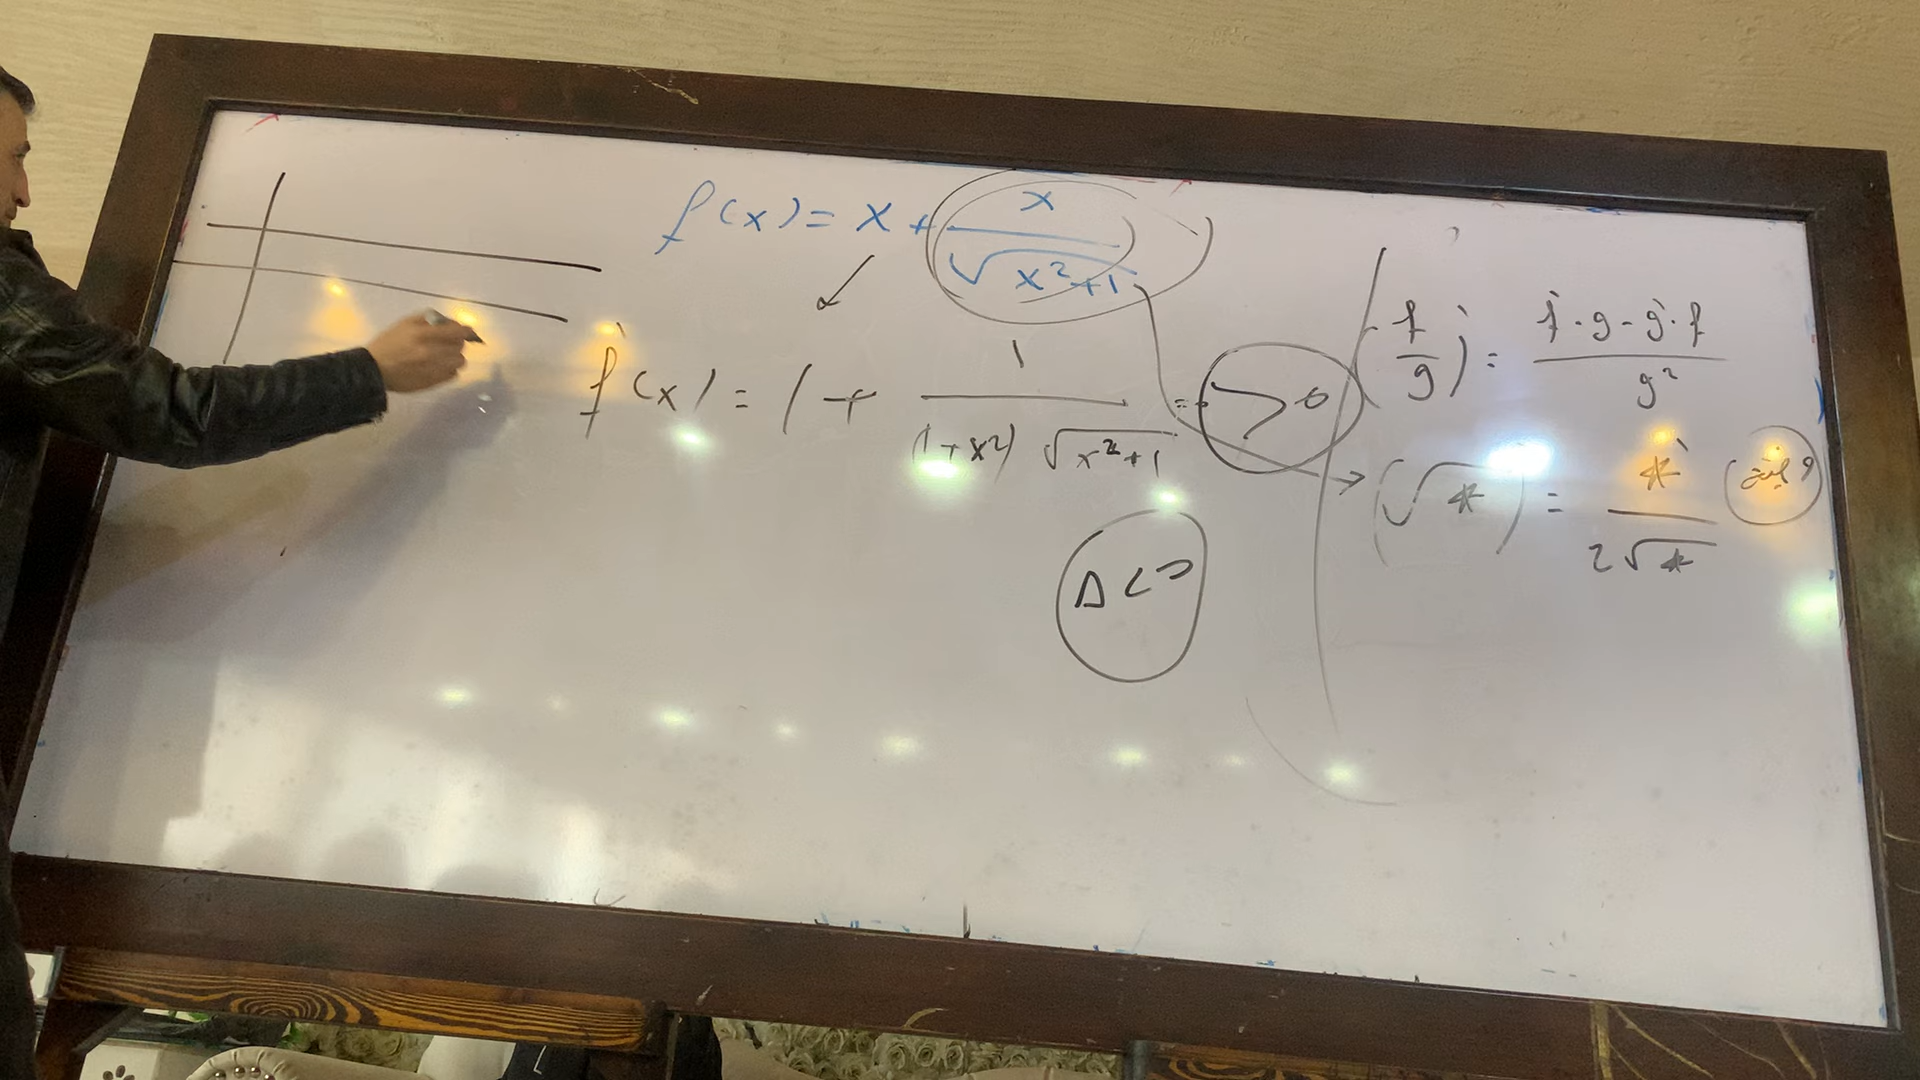 f(x) = x + x/√(x²+1)
f'(x) = 1 + 1/((1+x²)√(x²+1)) => > 0
Δ < 0
(f/g)' = (f'·g - g'·f)/g²
(√*)' = *'/(2√*)